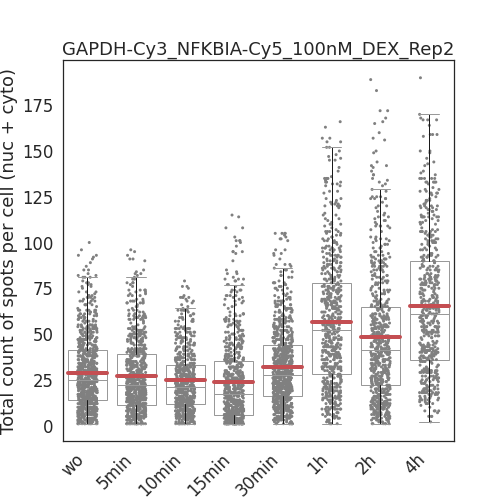 GAPDH-Cy3_NFKBIA-Cy5_100nM_DEX_Rep2
Total count of spots per cell (nuc + cyto)
175
150
125
100
75
50
25
0
wo
5min
10min
15min
30min
1h
2h
4h